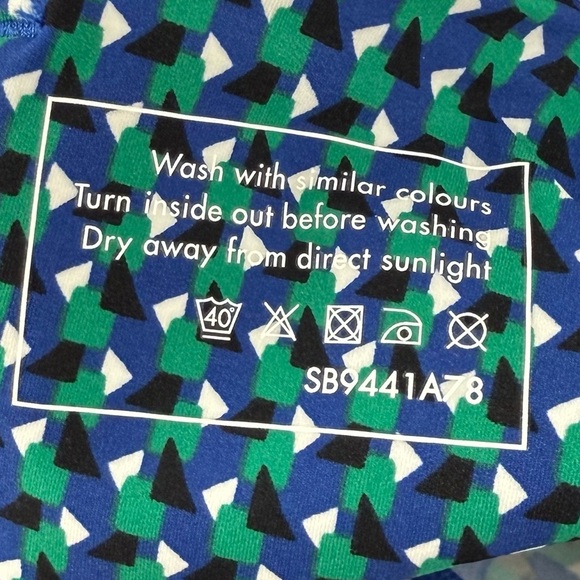 Wash with similar colours
Turn inside out before washing
Dry away from direct sunlight
40°
SB9441A78